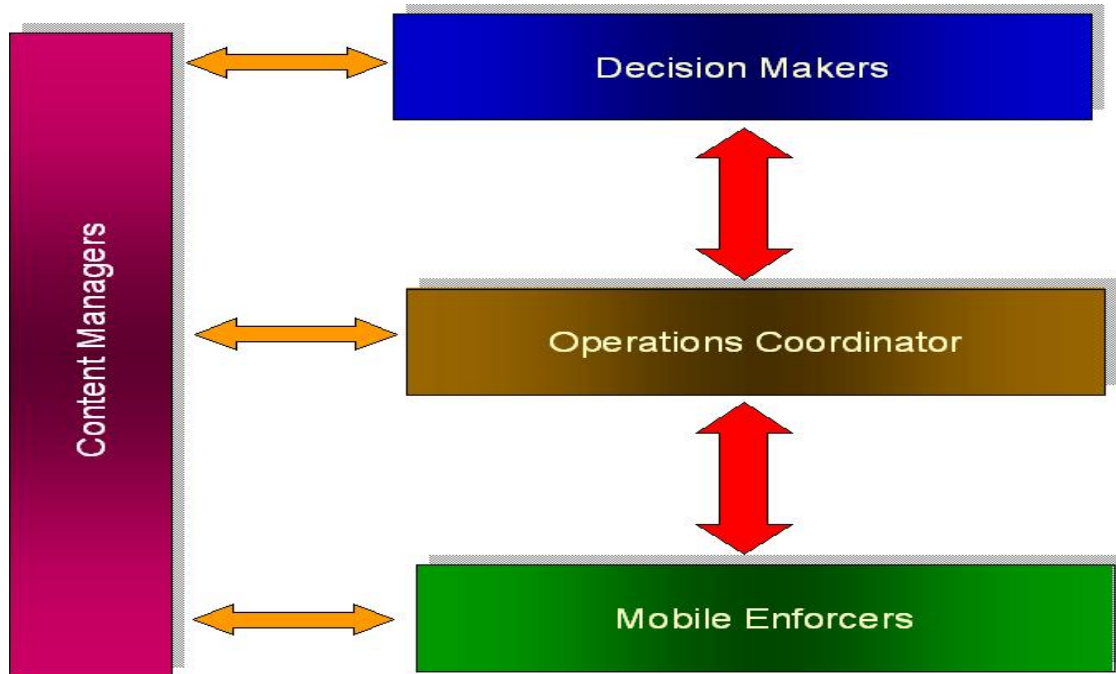 Decision Makers
Content Managers
Operations Coordinator
Mobile Enforcers